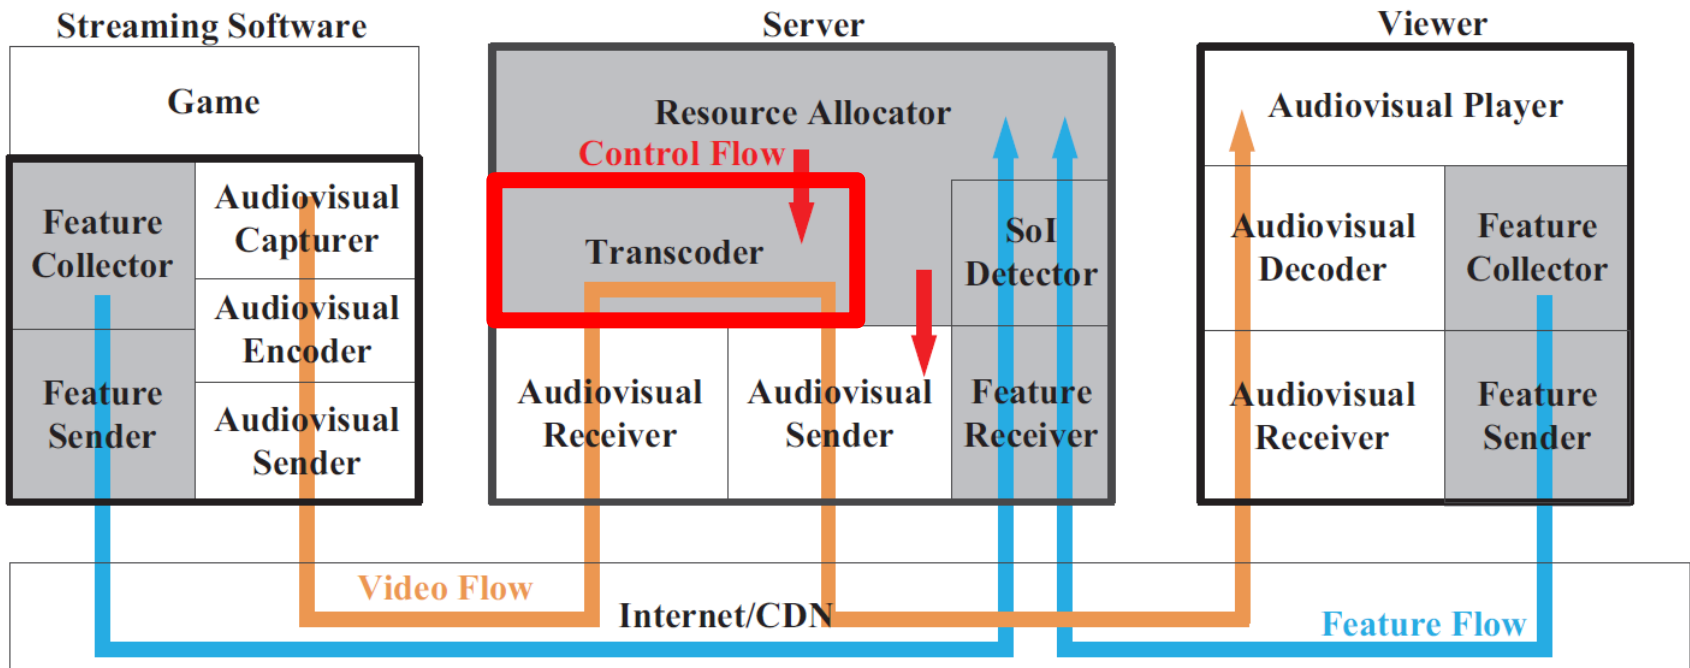 Streaming Software
Game
Feature
Collector
Feature
Sender
Audiovisual
Capturer
Audiovisual
Encoder
Audiovisual
Sender
Server
Resource Allocator
Control Flow
Transcoder
SoI
Detector
Audiovisual
Receiver
Audiovisual
Sender
Feature
Receiver
Viewer
Audiovisual Player
Audiovisual
Decoder
Feature
Collector
Audiovisual
Receiver
Feature
Sender
Video Flow
Internet/CDN
Feature Flow